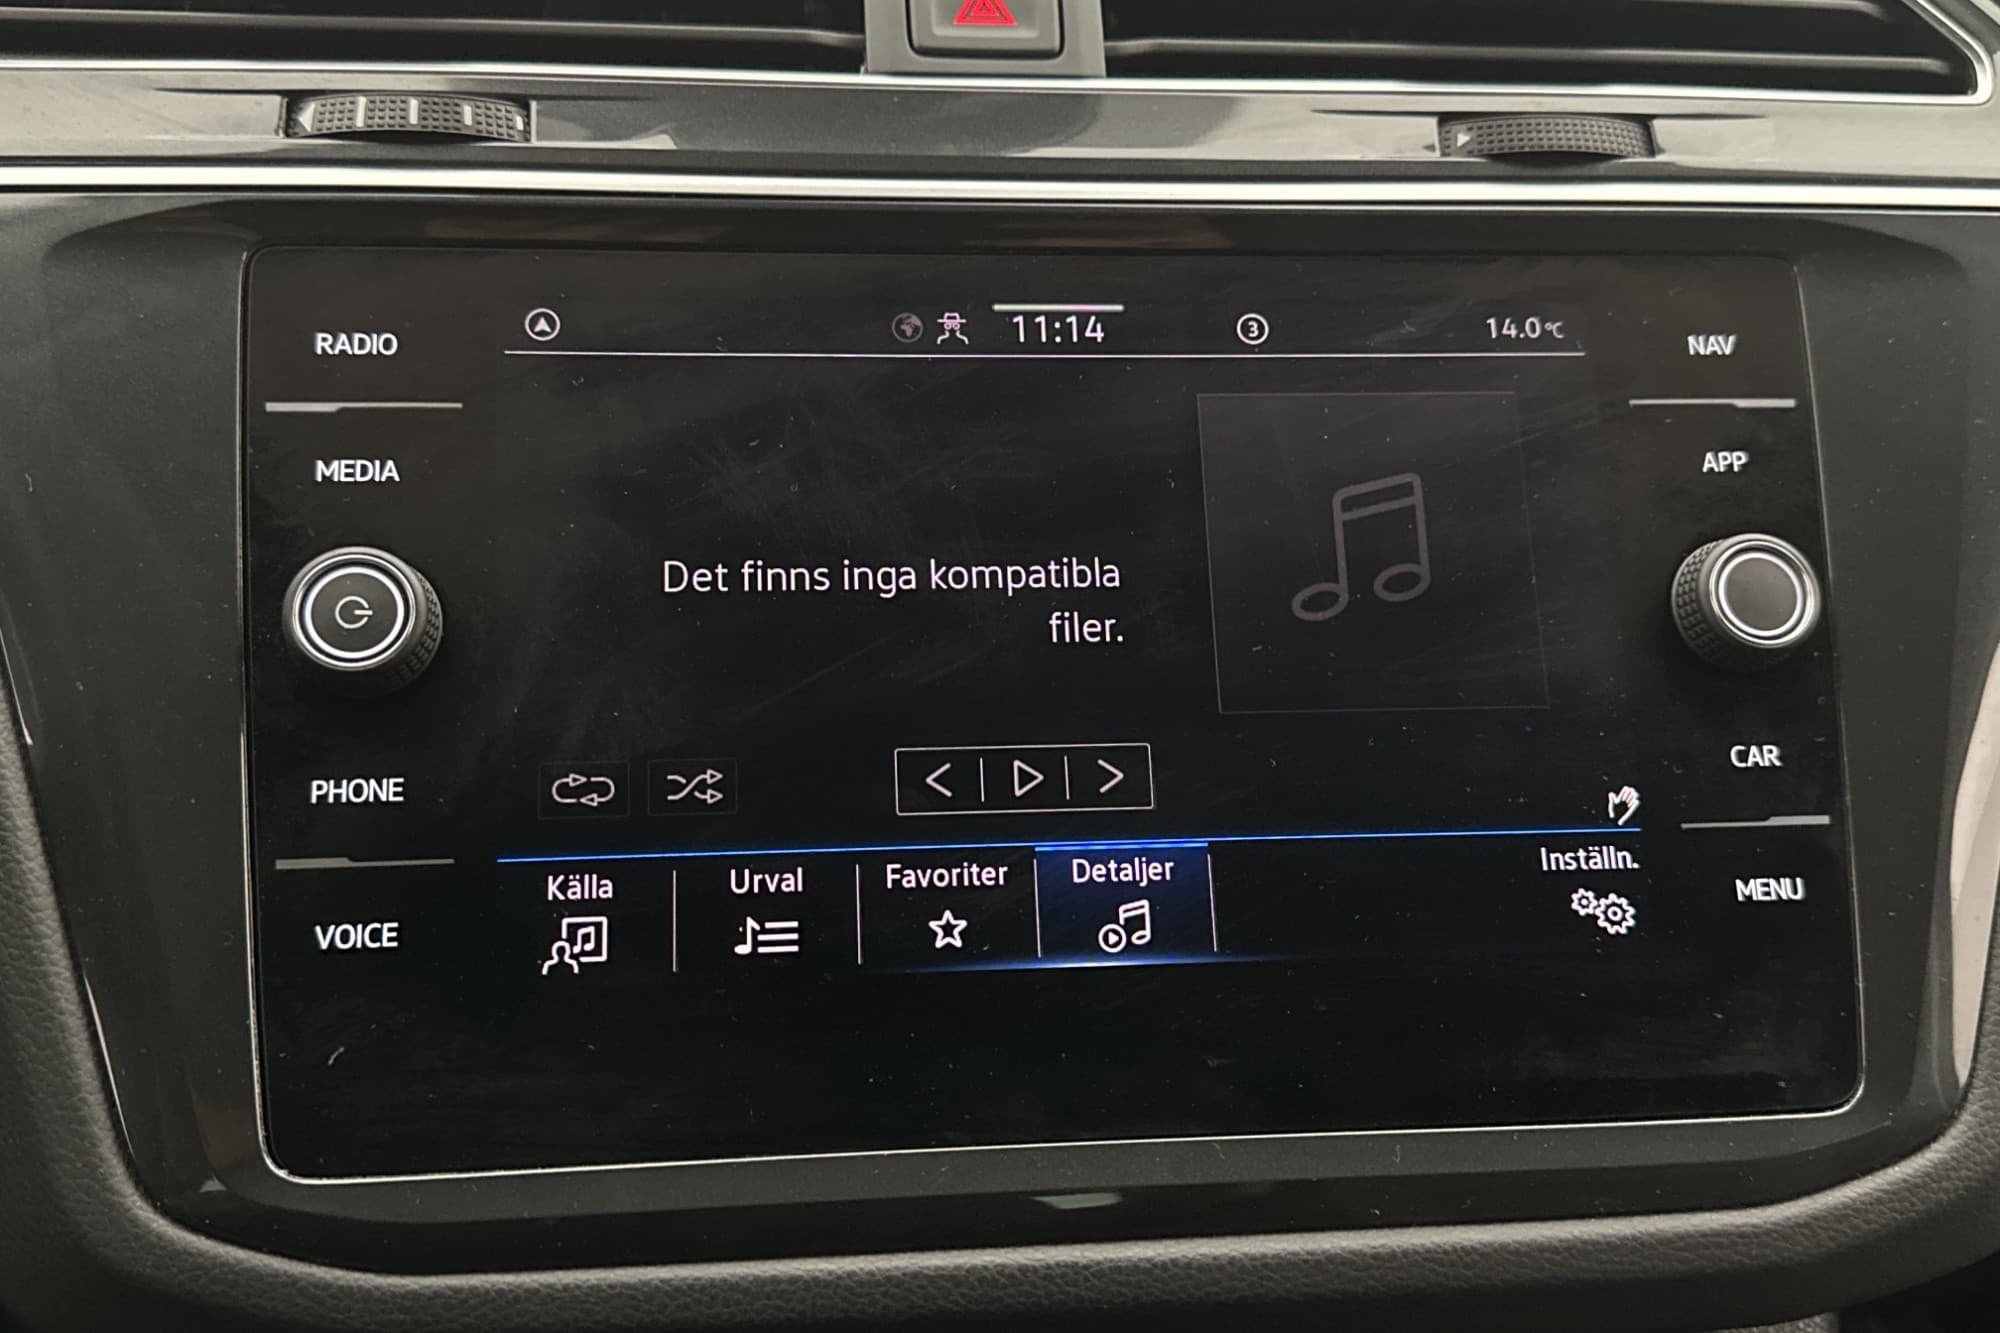 RADIO
11:14
3
14.0°C
NAV
MEDIA
APP
Det finns inga kompatibla
filer.
CAR
PHONE
Källa
Urval
Favoriter
Detaljer
Inställn.
MENU
VOICE